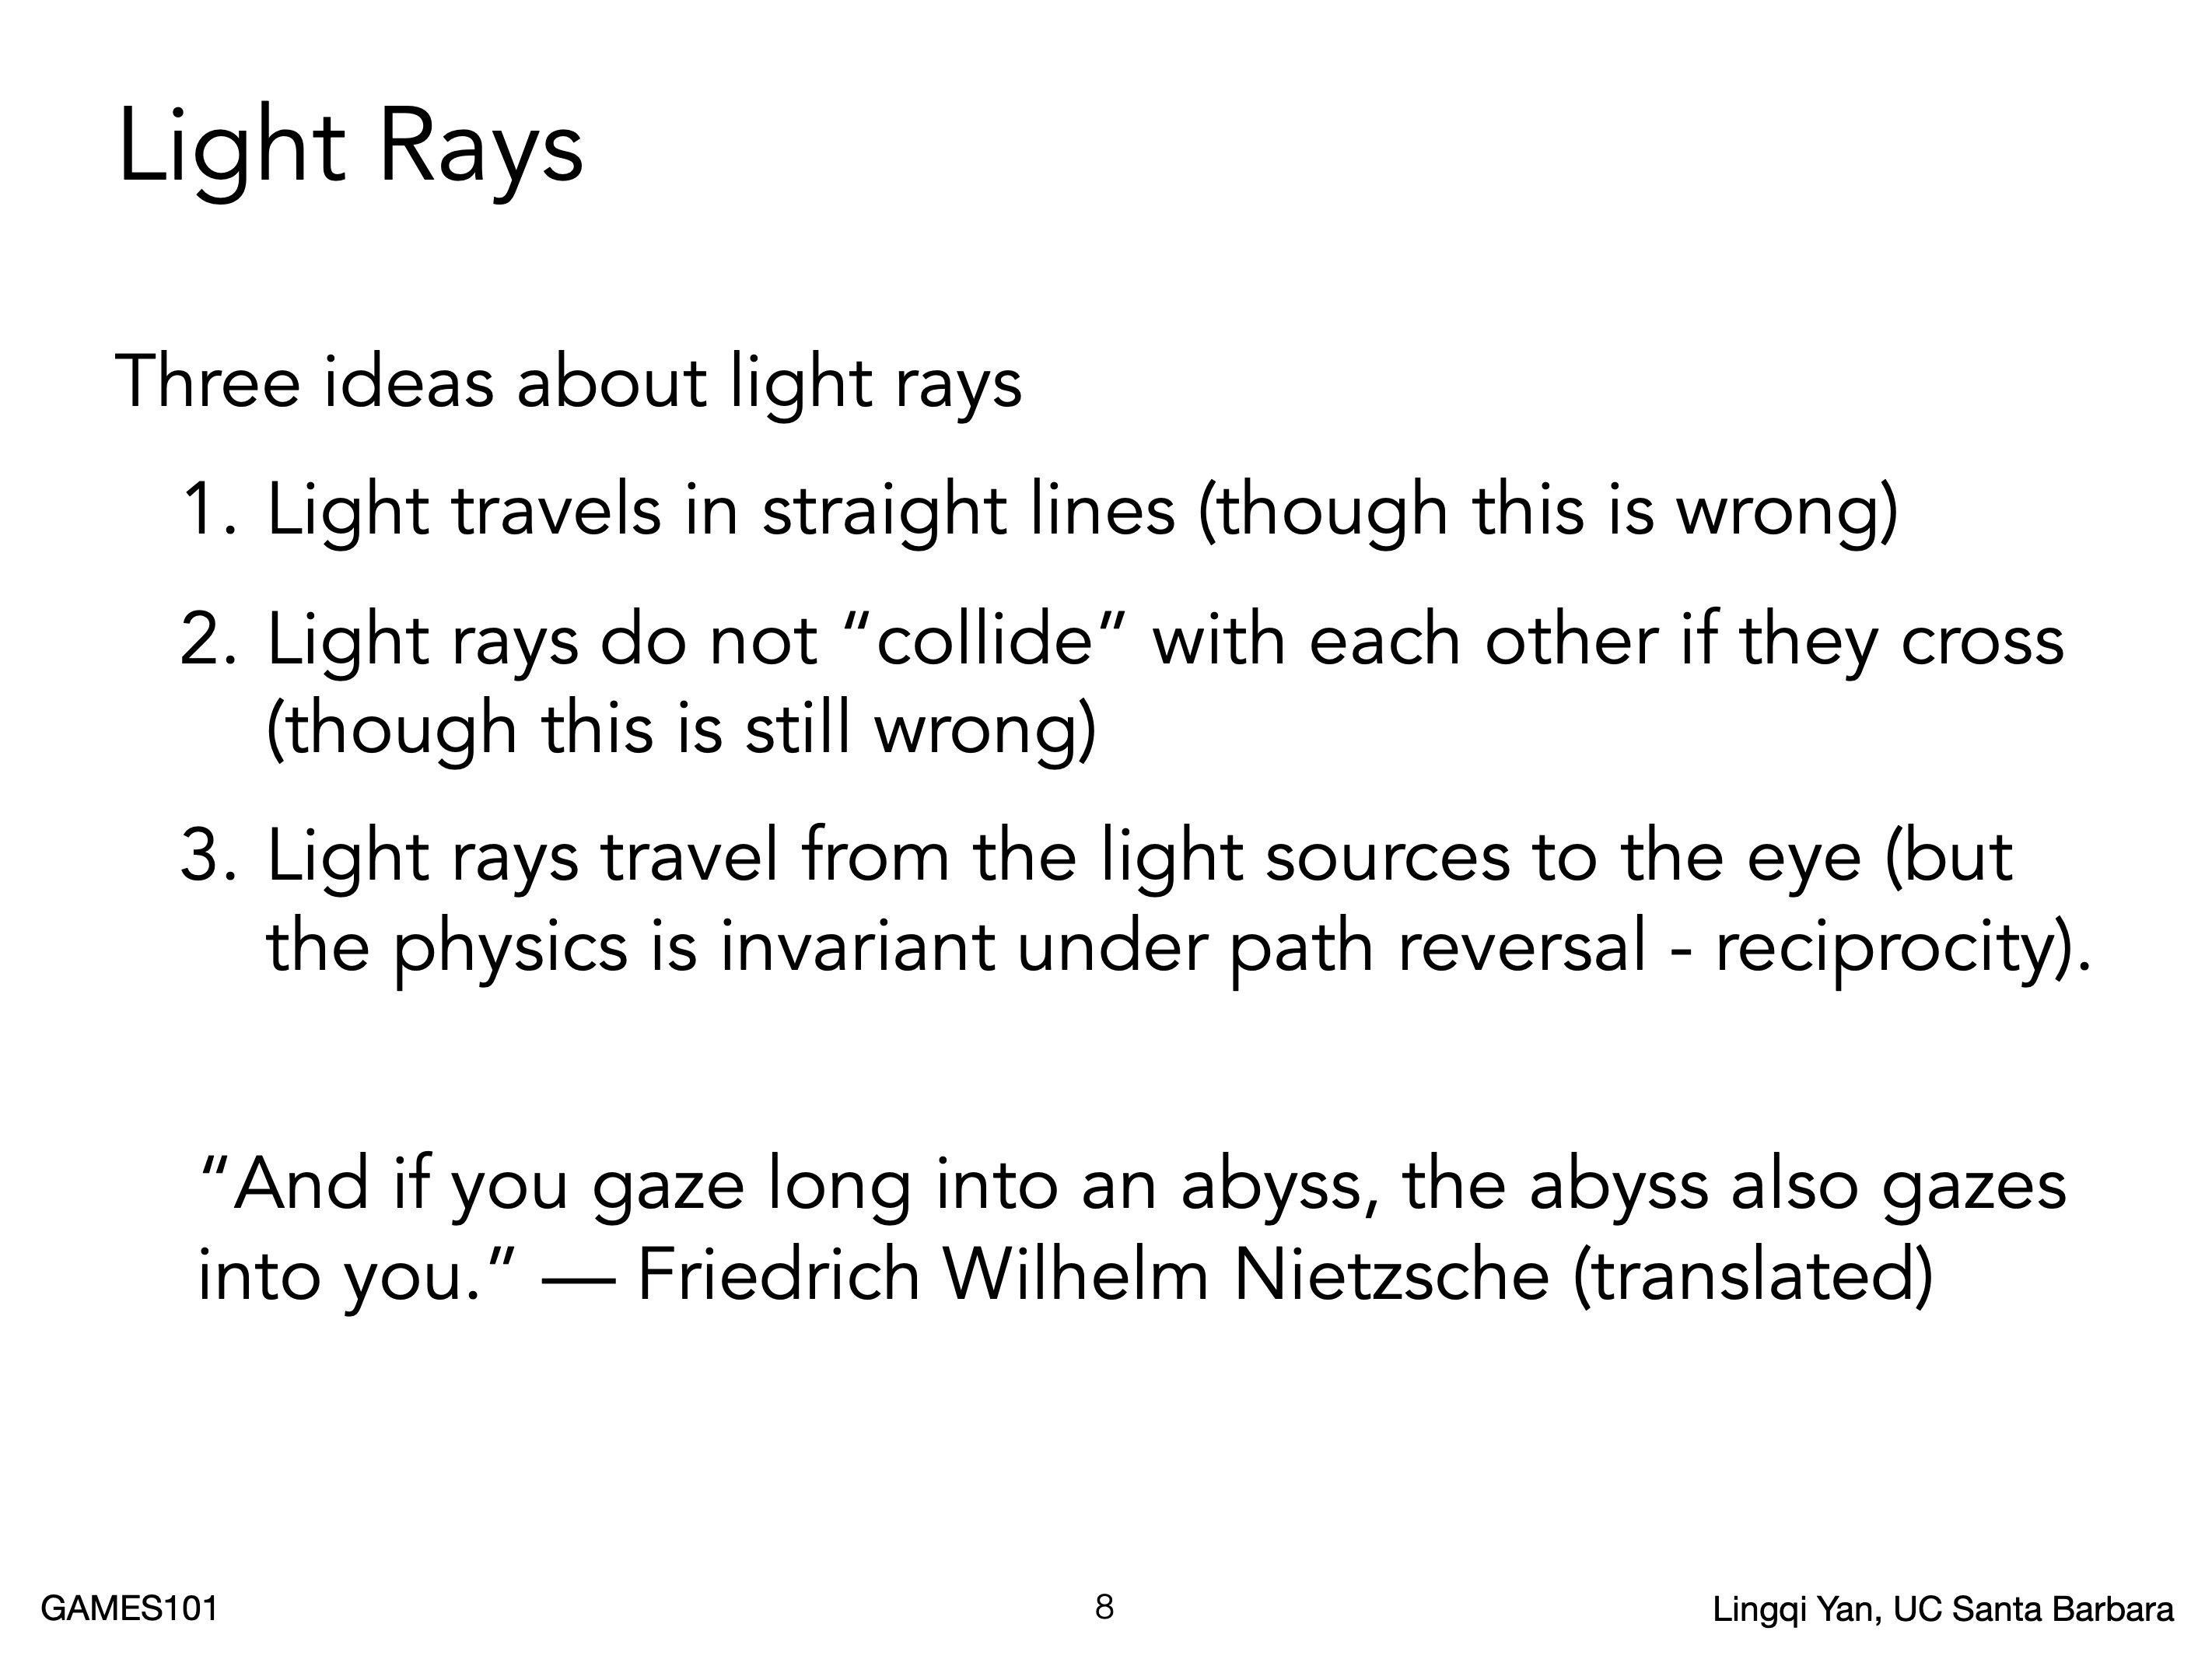 Light Rays
Three ideas about light rays
1. Light travels in straight lines (though this is wrong)
2. Light rays do not “collide” with each other if they cross
(though this is still wrong)
3. Light rays travel from the light sources to the eye (but
the physics is invariant under path reversal - reciprocity).
“And if you gaze long into an abyss, the abyss also gazes
into you.” — Friedrich Wilhelm Nietzsche (translated)
GAMES101
8
Lingqi Yan, UC Santa Barbara